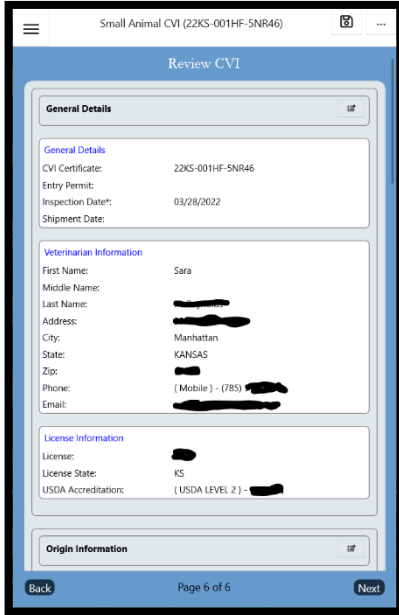 Small Animal CVI (22KS-001HF-5NR46)
...
Review CVI
General Details
General Details
CVI Certificate: 22KS-001HF-5NR46
Entry Permit:
Inspection Date*: 03/28/2022
Shipment Date:
Veterinarian Information
First Name: Sara
Middle Name:
Last Name:
Address:
City: Manhattan
State: KANSAS
Zip:
Phone: ( Mobile ) - (785)
Email:
License Information
License:
License State: KS
USDA Accreditation: ( USDA LEVEL 2 ) -
Origin Information
Back Page 6 of 6 Next